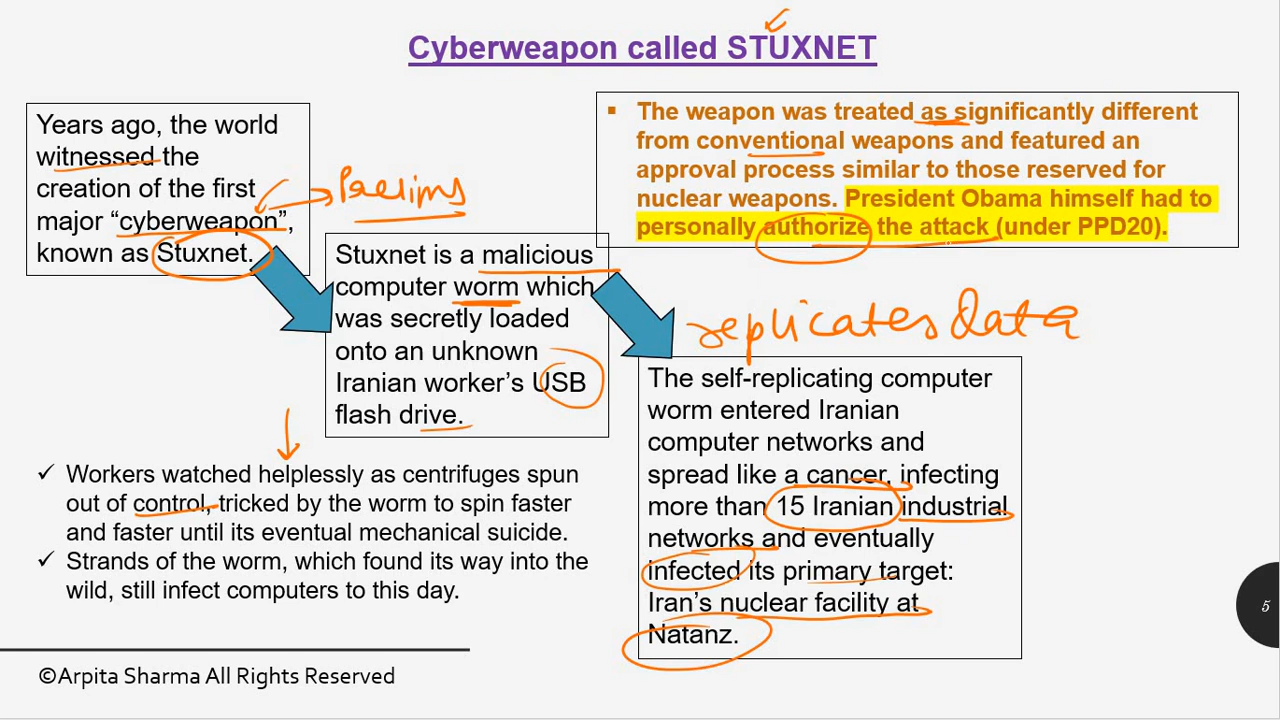 Cyberweapon called STUXNET
Years ago, the world
witnessed the
creation of the first
major “cyberweapon”,
known as Stuxnet.
Prelims
▪ The weapon was treated as significantly different
from conventional weapons and featured an
approval process similar to those reserved for
nuclear weapons. President Obama himself had to
personally authorize the attack (under PPD20).
Stuxnet is a malicious
computer worm which
was secretly loaded
onto an unknown
Iranian worker’s USB
flash drive.
replicates data
The self-replicating computer
worm entered Iranian
computer networks and
spread like a cancer, infecting
more than 15 Iranian industrial
networks and eventually
infected its primary target:
Iran’s nuclear facility at
Natanz.
✓ Workers watched helplessly as centrifuges spun
out of control, tricked by the worm to spin faster
and faster until its eventual mechanical suicide.
✓ Strands of the worm, which found its way into the
wild, still infect computers to this day.
5
©Arpita Sharma All Rights Reserved